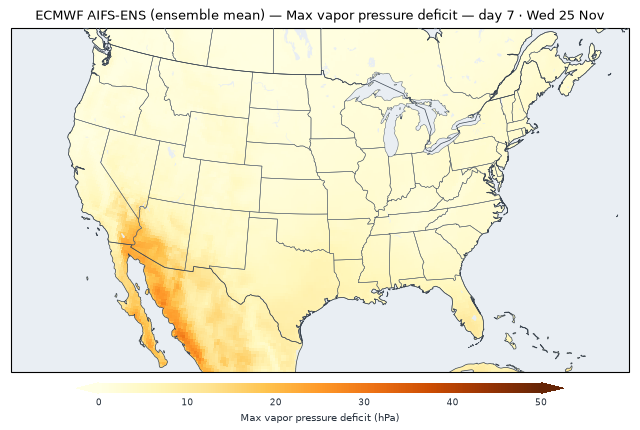 ECMWF AIFS-ENS (ensemble mean) — Max vapor pressure deficit — day 7 · Wed 25 Nov
0 10 20 30 40 50
Max vapor pressure deficit (hPa)